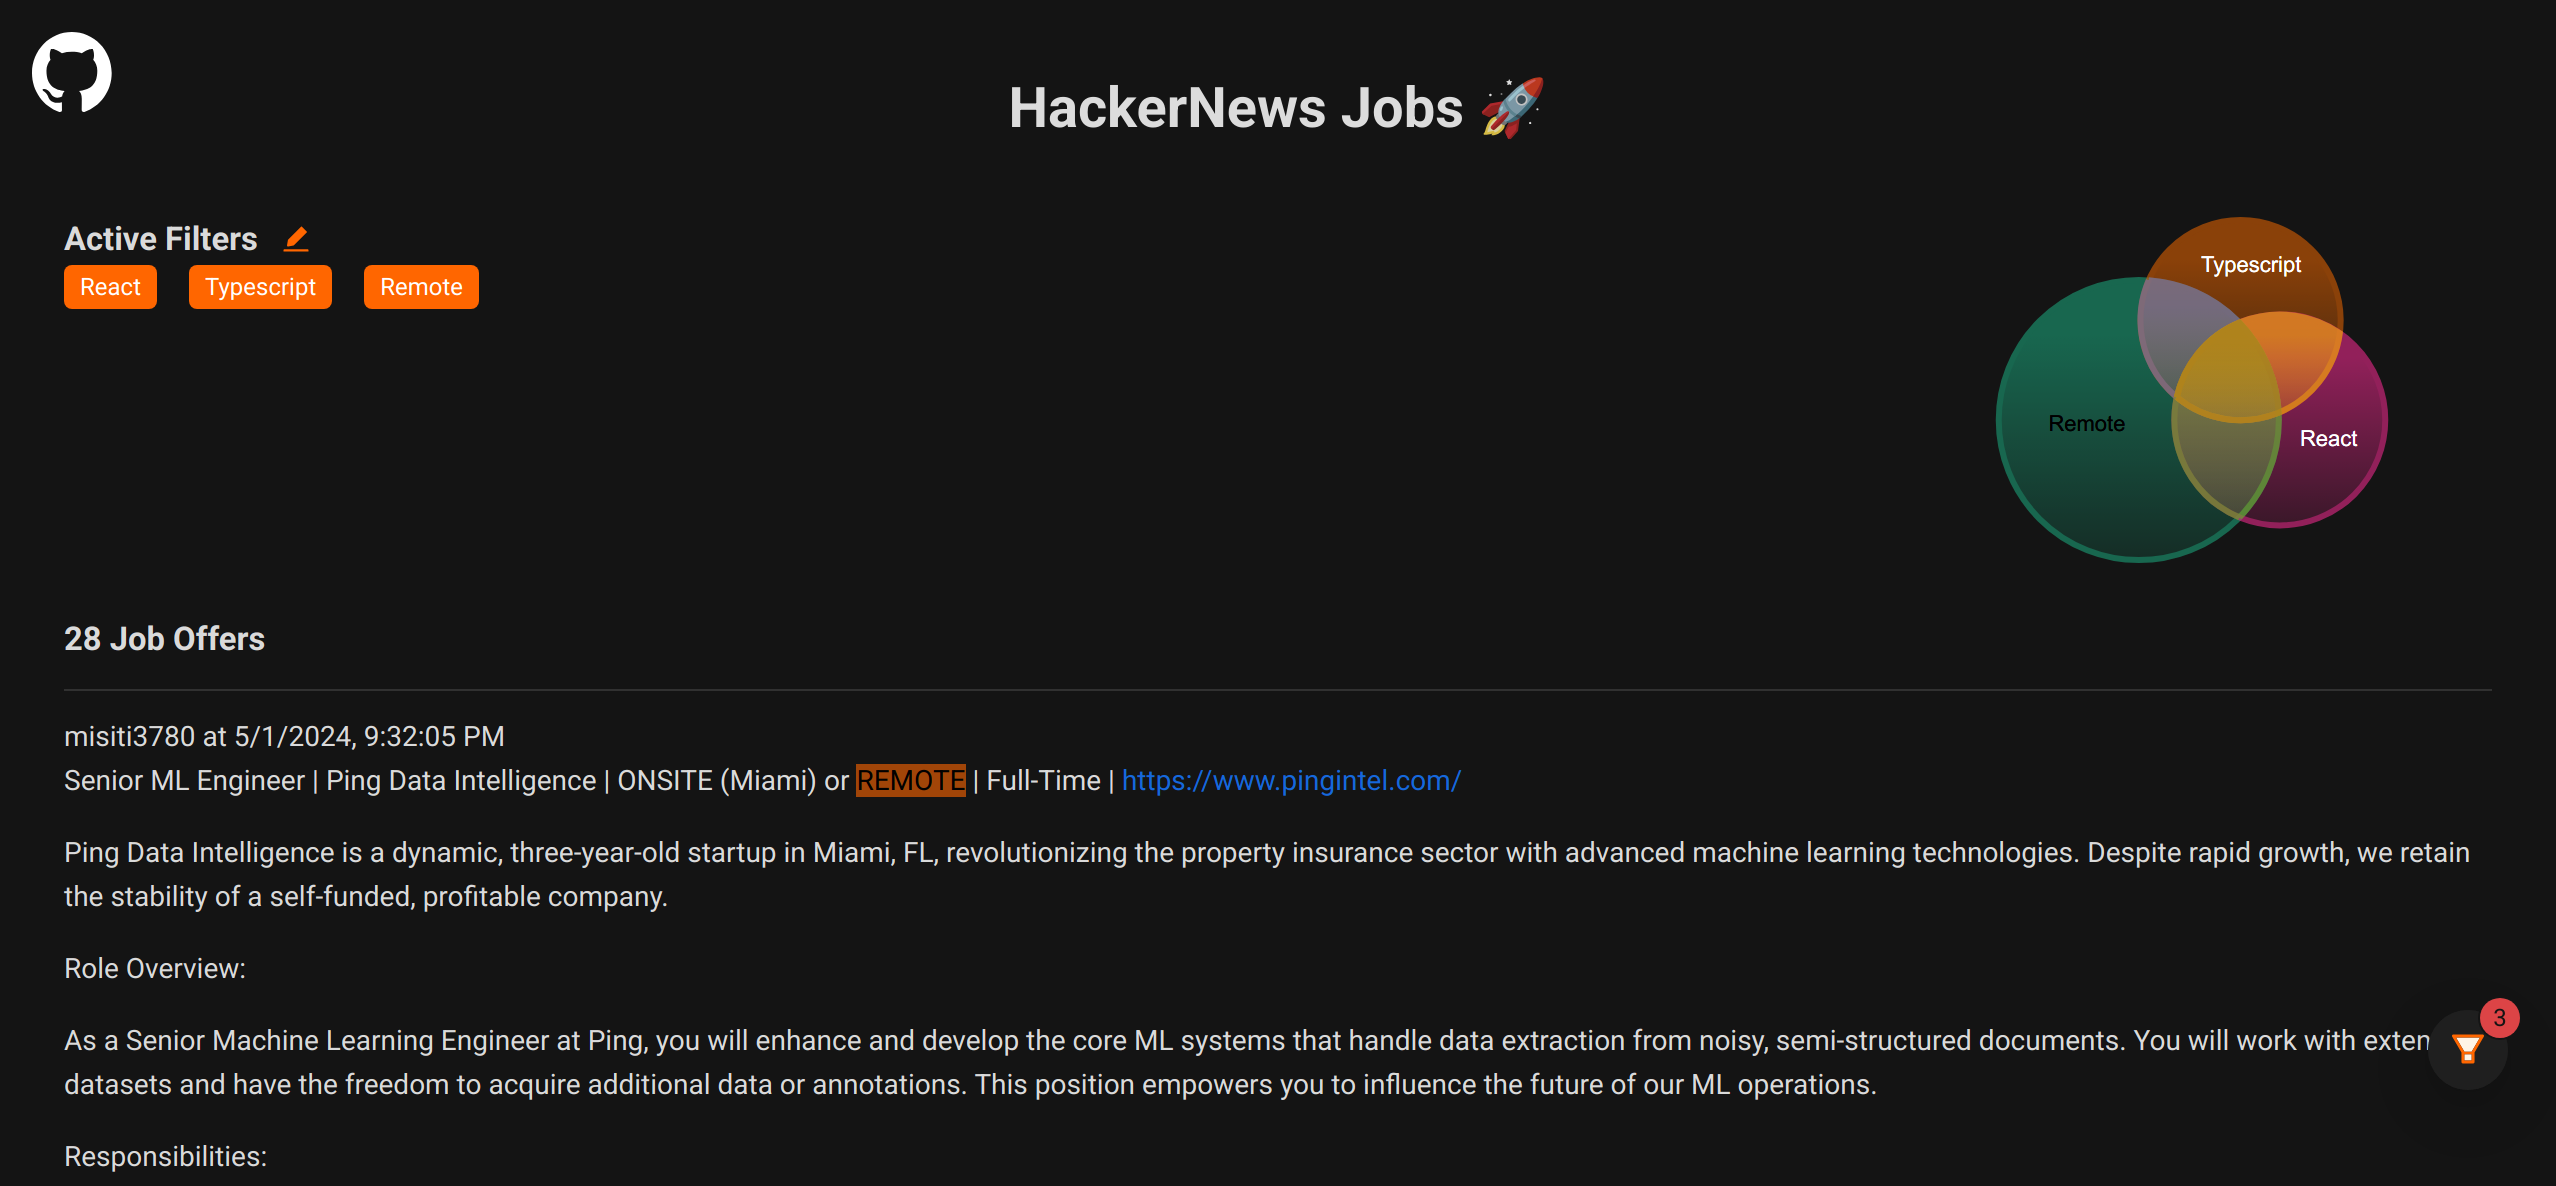 HackerNews Jobs 🚀
Active Filters
React Typescript Remote
Typescript
Remote
React
28 Job Offers
misiti3780 at 5/1/2024, 9:32:05 PM
Senior ML Engineer | Ping Data Intelligence | ONSITE (Miami) or REMOTE | Full-Time | https://www.pingintel.com/
Ping Data Intelligence is a dynamic, three-year-old startup in Miami, FL, revolutionizing the property insurance sector with advanced machine learning technologies. Despite rapid growth, we retain
the stability of a self-funded, profitable company.
Role Overview:
As a Senior Machine Learning Engineer at Ping, you will enhance and develop the core ML systems that handle data extraction from noisy, semi-structured documents. You will work with exten
datasets and have the freedom to acquire additional data or annotations. This position empowers you to influence the future of our ML operations.
3
Responsibilities: